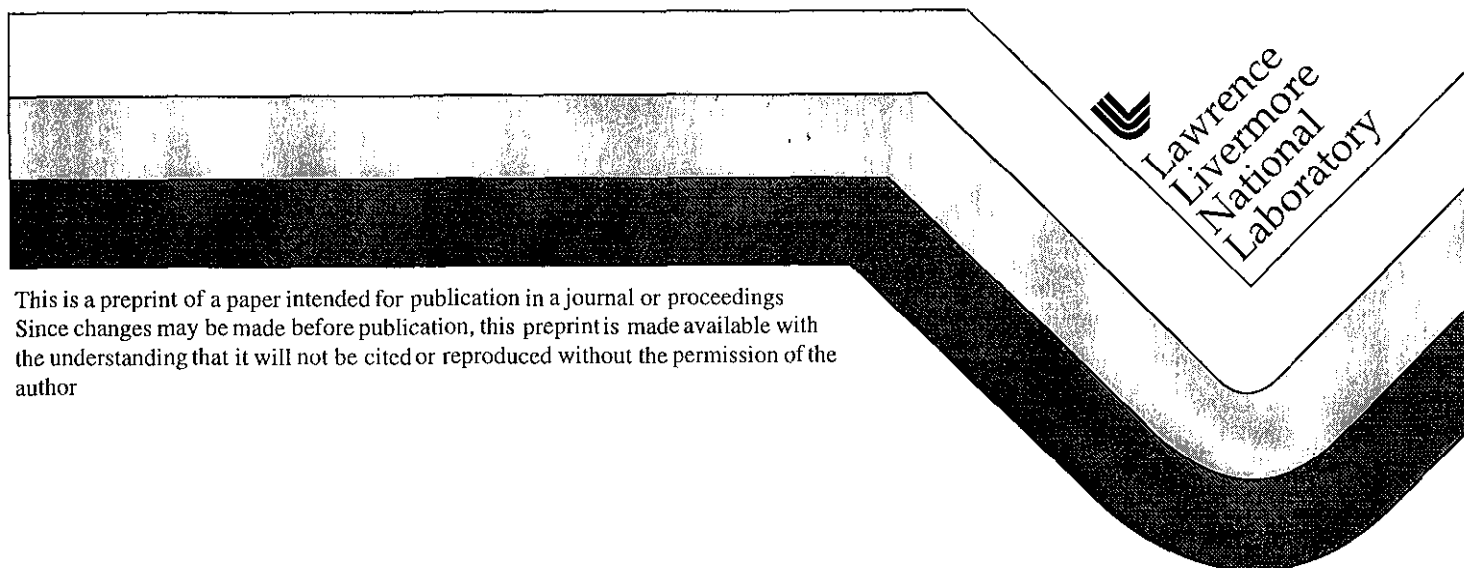 Lawrence
Livermore
National
Laboratory
This is a preprint of a paper intended for publication in a journal or proceedings
Since changes may be made before publication, this preprint is made available with
the understanding that it will not be cited or reproduced without the permission of the
author